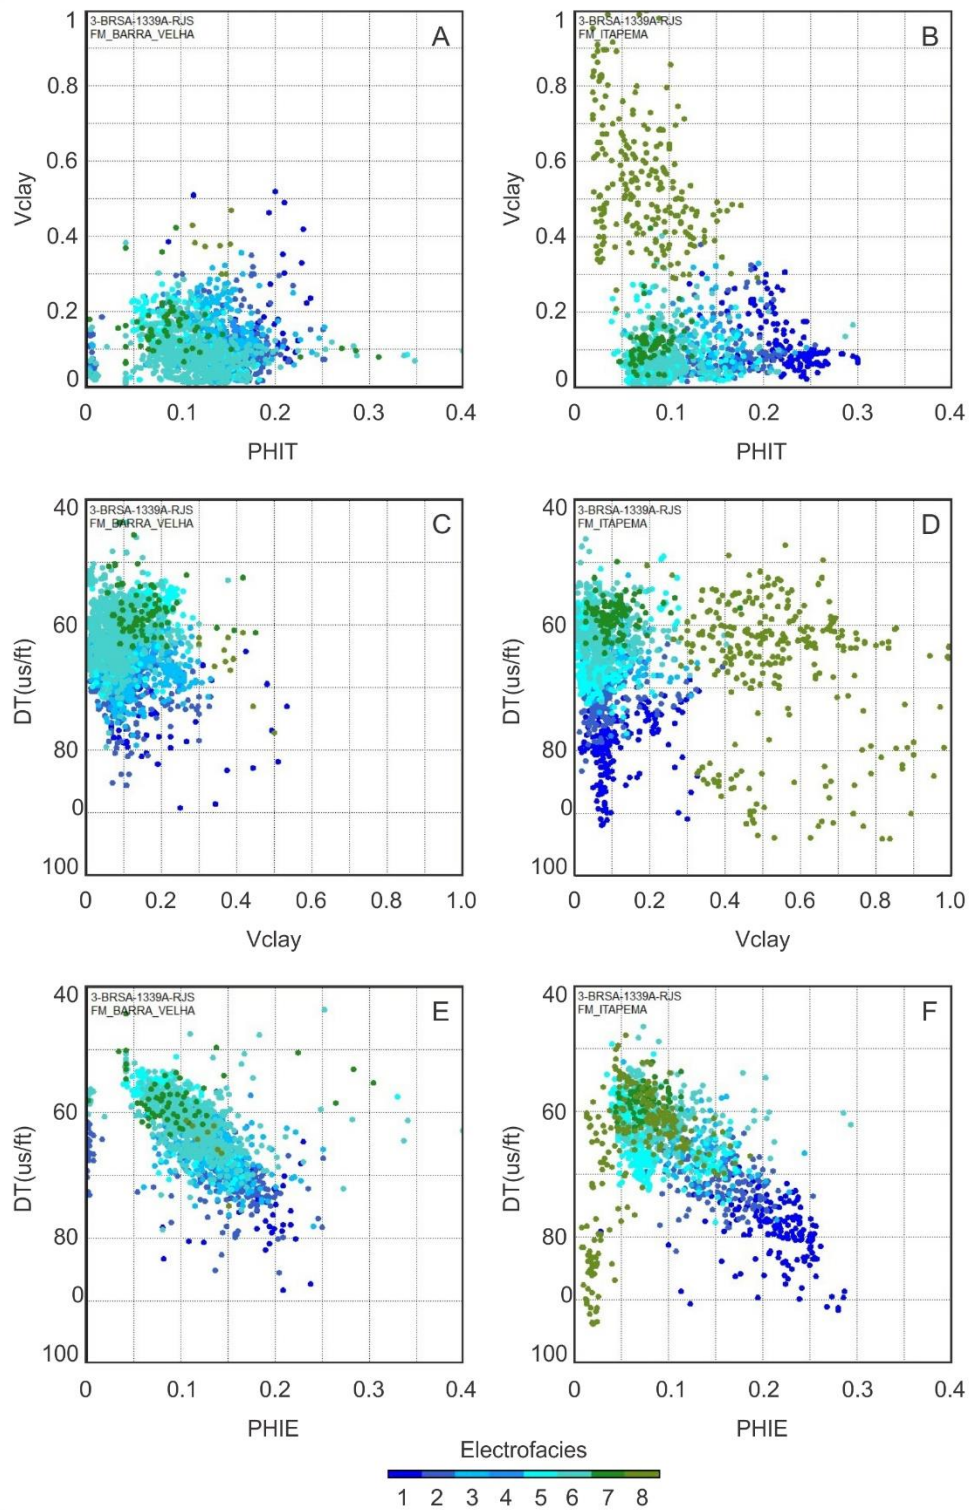 3-BRSA-1339A-RJS
FM_BARRA_VELHA
A
1
0.8
0.6
0.4
0.2
0
Vclay
0 0.1 0.2 0.3 0.4
PHIT
3-BRSA-1339A-RJS
FM_ITAPEMA
B
1
0.8
0.6
0.4
0.2
0
Vclay
0 0.1 0.2 0.3 0.4
PHIT
3-BRSA-1339A-RJS
FM_BARRA_VELHA
C
40
60
80
0
100
DT(us/ft)
0 0.2 0.4 0.6 0.8 1.0
Vclay
3-BRSA-1339A-RJS
FM_ITAPEMA
D
40
60
80
0
100
DT(us/ft)
0 0.2 0.4 0.6 0.8 1.0
Vclay
3-BRSA-1339A-RJS
FM_BARRA_VELHA
E
40
60
80
0
100
DT(us/ft)
0 0.1 0.2 0.3 0.4
PHIE
3-BRSA-1339A-RJS
FM_ITAPEMA
F
40
60
80
0
100
DT(us/ft)
0 0.1 0.2 0.3 0.4
PHIE
Electrofacies
1 2 3 4 5 6 7 8